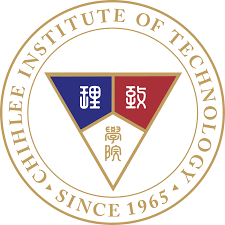 CHIHLEE INSTITUTE OF TECHNOLOGY
SINCE 1965
致理
學院